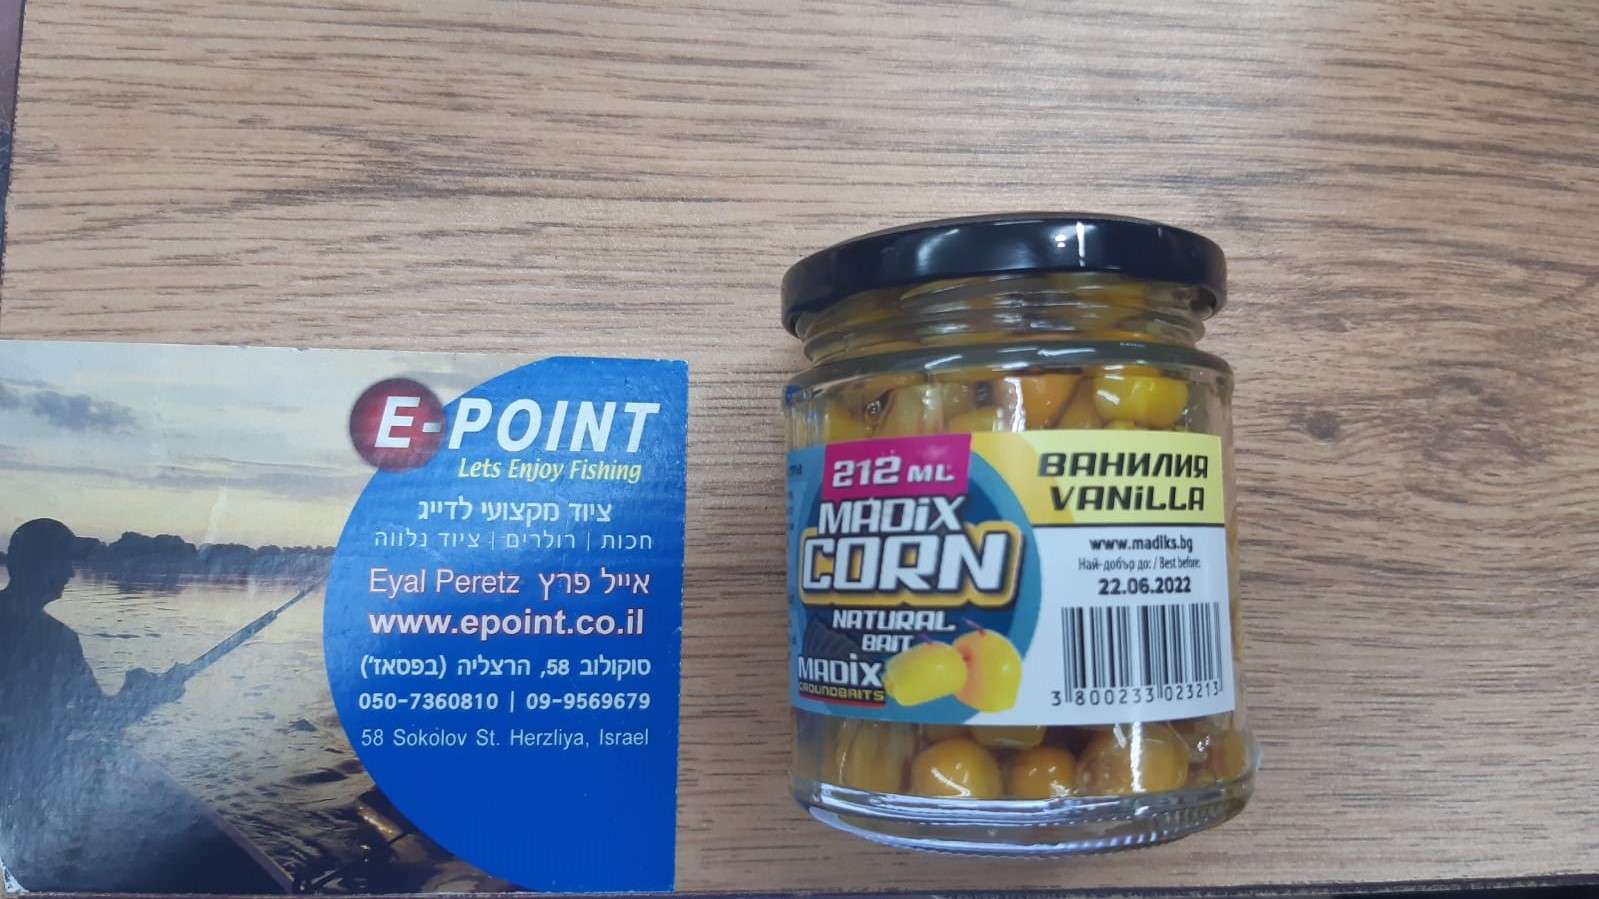 E-POINT
Lets Enjoy Fishing
ציוד מקצועי לדייג
חכות | רולרים | ציוד נלווה
אייל פרץ Eyal Peretz
www.epoint.co.il
סוקולוב 58, הרצליה (בפסאז')
050-7360810 | 09-9569679
58 Sokolov St. Herzliya, Israel
212 ML
MADiX
CORN
NATURAL
BAIT
MADiX
GROUNDBAITS
ВАНИЛИЯ
VANiLLA
www.madiks.bg
Най-добър до: / Best before:
22.06.2022
3 800233 023213